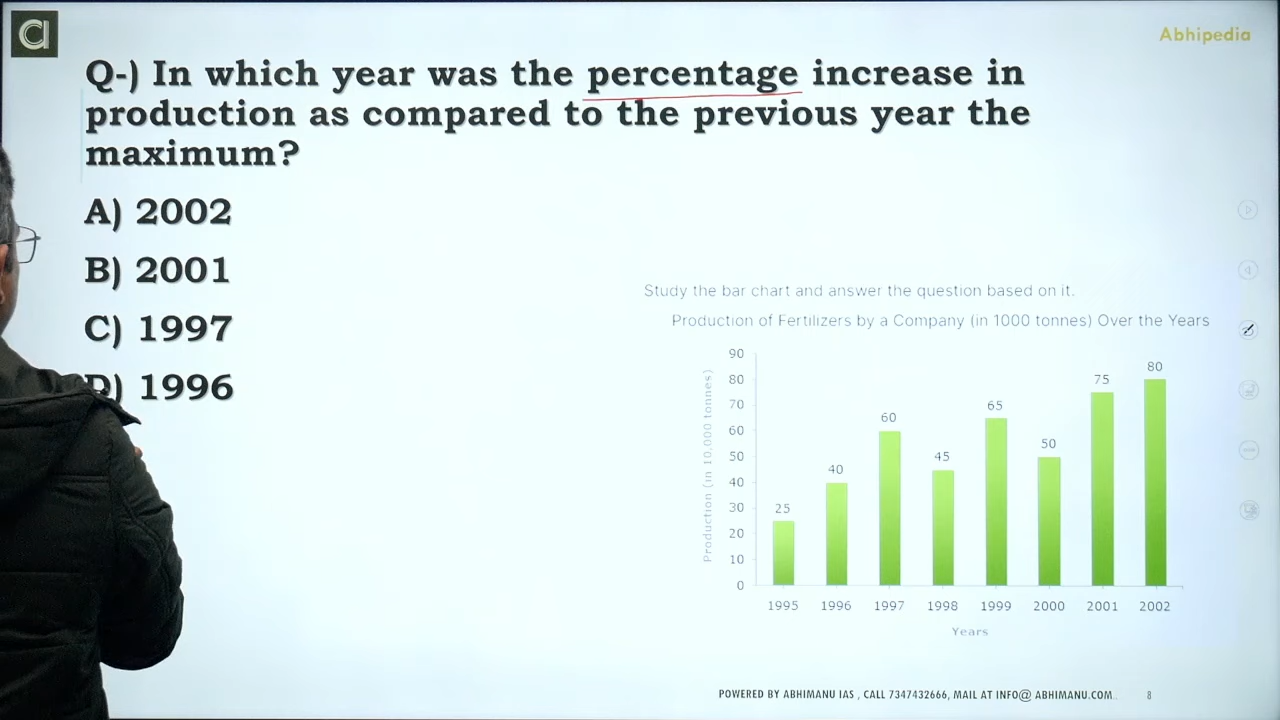 Abhipedia
Q-) In which year was the percentage increase in
production as compared to the previous year the
maximum?
A) 2002
B) 2001
C) 1997
D) 1996
Study the bar chart and answer the question based on it.
Production of Fertilizers by a Company (in 1000 tonnes) Over the Years
Production (in 10,000 tonnes)
90
80
70
60
50
40
30
20
10
0
25
40
60
45
65
50
75
80
1995 1996 1997 1998 1999 2000 2001 2002
Years
POWERED BY ABHIMANU IAS , CALL 7347432666, MAIL AT INFO@ ABHIMANU.COM 8